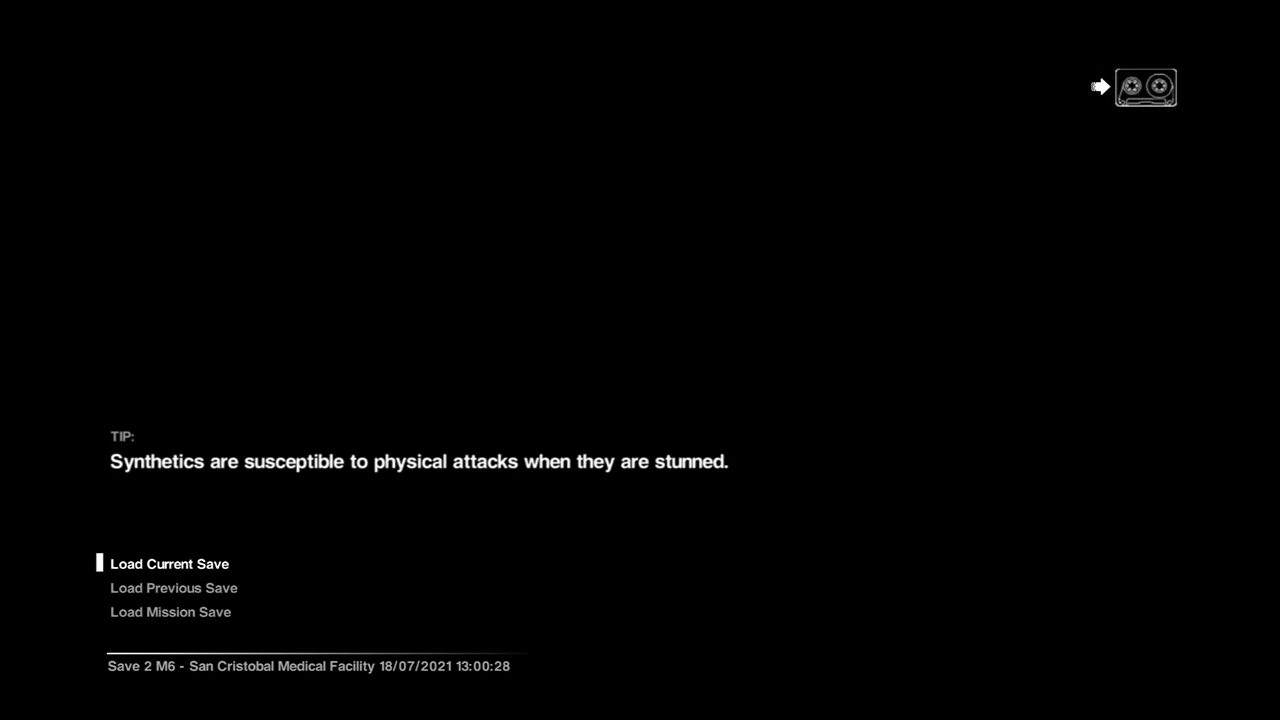 TIP:
Synthetics are susceptible to physical attacks when they are stunned.
Load Current Save
Load Previous Save
Load Mission Save
Save 2 M6 - San Cristobal Medical Facility 18/07/2021 13:00:28